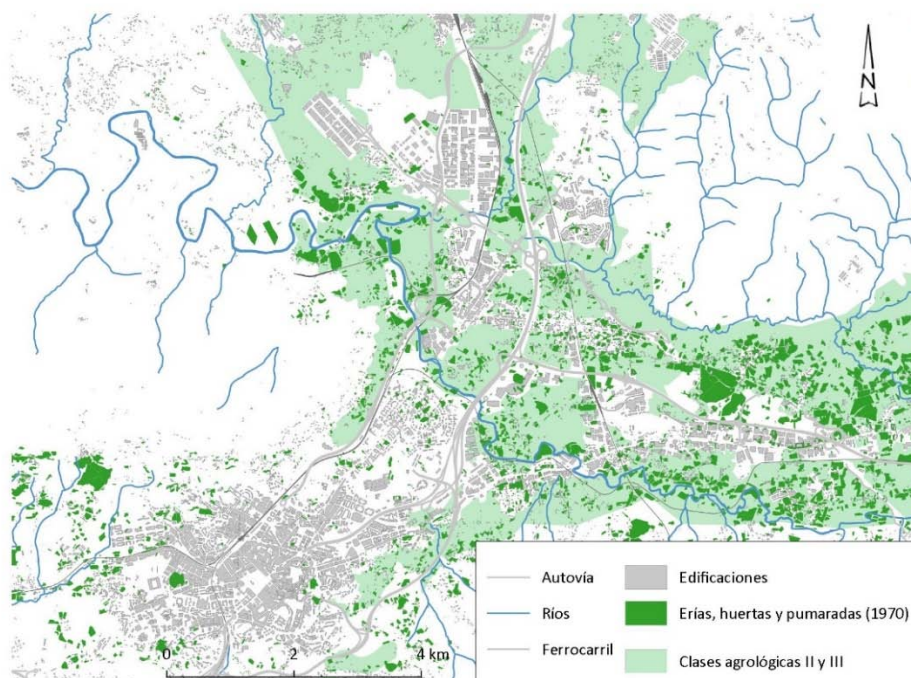 N
Autovía
Ríos
Ferrocarril
Edificaciones
Erías, huertas y pumaradas (1970)
Clases agrológicas II y III
0 2 4 km